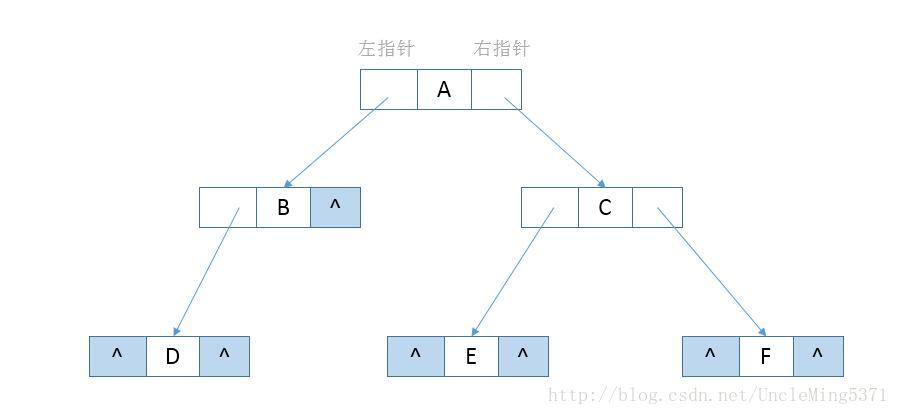 左指针 右指针
A
B ^ C
^ D ^ ^ E ^ ^ F ^
http://blog.csdn.net/UncleMing5371